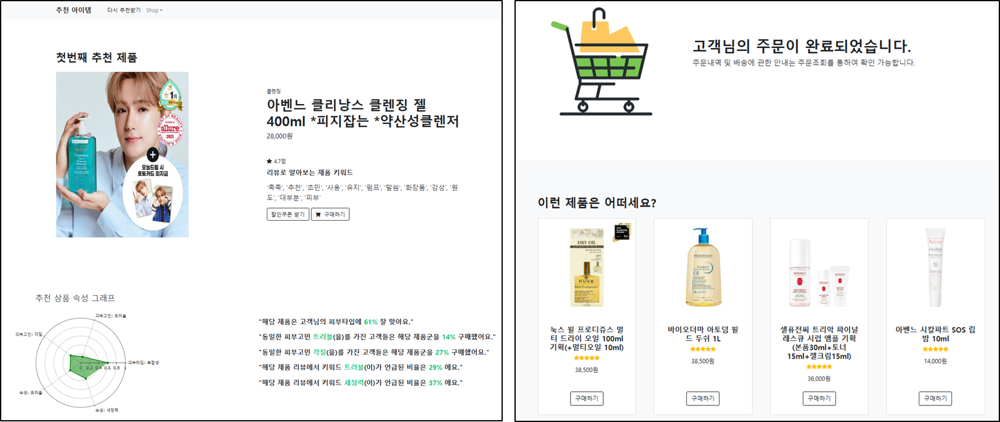 추천 아이템
다시 추천받기
Shop
첫번째 추천 제품
1위
BEST OF BEAUTY
KOREA
allure
2021
EDITOR'S PICK
Avène
Cleanance
+
오늘드림 시
포토카드 미지급
클렌징
아벤느 클리낭스 클렌징 젤
400ml *피지잡는 *약산성클렌저
28,000원
★ 4.7점
리뷰로 알아보는 제품 키워드
'촉촉', '추천', '초민', '사용', '유지', '펌프', '말씀', '화장품', '감성', '원
도', '대부분', '피부'
할인쿠폰 받기
구매하기
추천 상품 속성 그래프
피부고민: 트러블
피부고민: 각질
피부타입: 복합성
0 0.2 0.4 0.6 0.8 1
속성: 트러블
속성: 세정력
"해당 제품은 고객님의 피부타입에 61% 잘 맞아요."
"동일한 피부고민 트러블(을)를 가진 고객들은 해당 제품군을 14% 구매했어요."
"동일한 피부고민 각질(을)를 가진 고객들은 해당 제품군을 27% 구매했어요."
"해당 제품 리뷰에서 키워드 트러블(이)가 언급된 비율은 29% 에요."
"해당 제품 리뷰에서 키워드 세정력(이)가 언급된 비율은 37% 에요."
고객님의 주문이 완료되었습니다.
주문내역 및 배송에 관한 안내는 주문조회를 통하여 확인 가능합니다.
이런 제품은 어떠세요?
DRY OIL
NUXE
Huile Prodigieuse
눅스 윌 프로디쥬스 멀
티 드라이 오일 100ml
기획(+멀티오일 10ml)
★★★★★
38,500원
구매하기
BIODERMA
Atoderm
바이오더마 아토덤 윌
드 두쉬 1L
★★★★★
38,500원
구매하기
셀퓨전씨 트리악 파이널
레스큐 시럽 앰플 기획
(본품30ml+토너
15ml+젤크림15ml)
★★★★★
36,000원
구매하기
Avène
Cicalfate
아벤느 시칼파트 SOS 립
밤 10ml
★★★★★
14,000원
구매하기